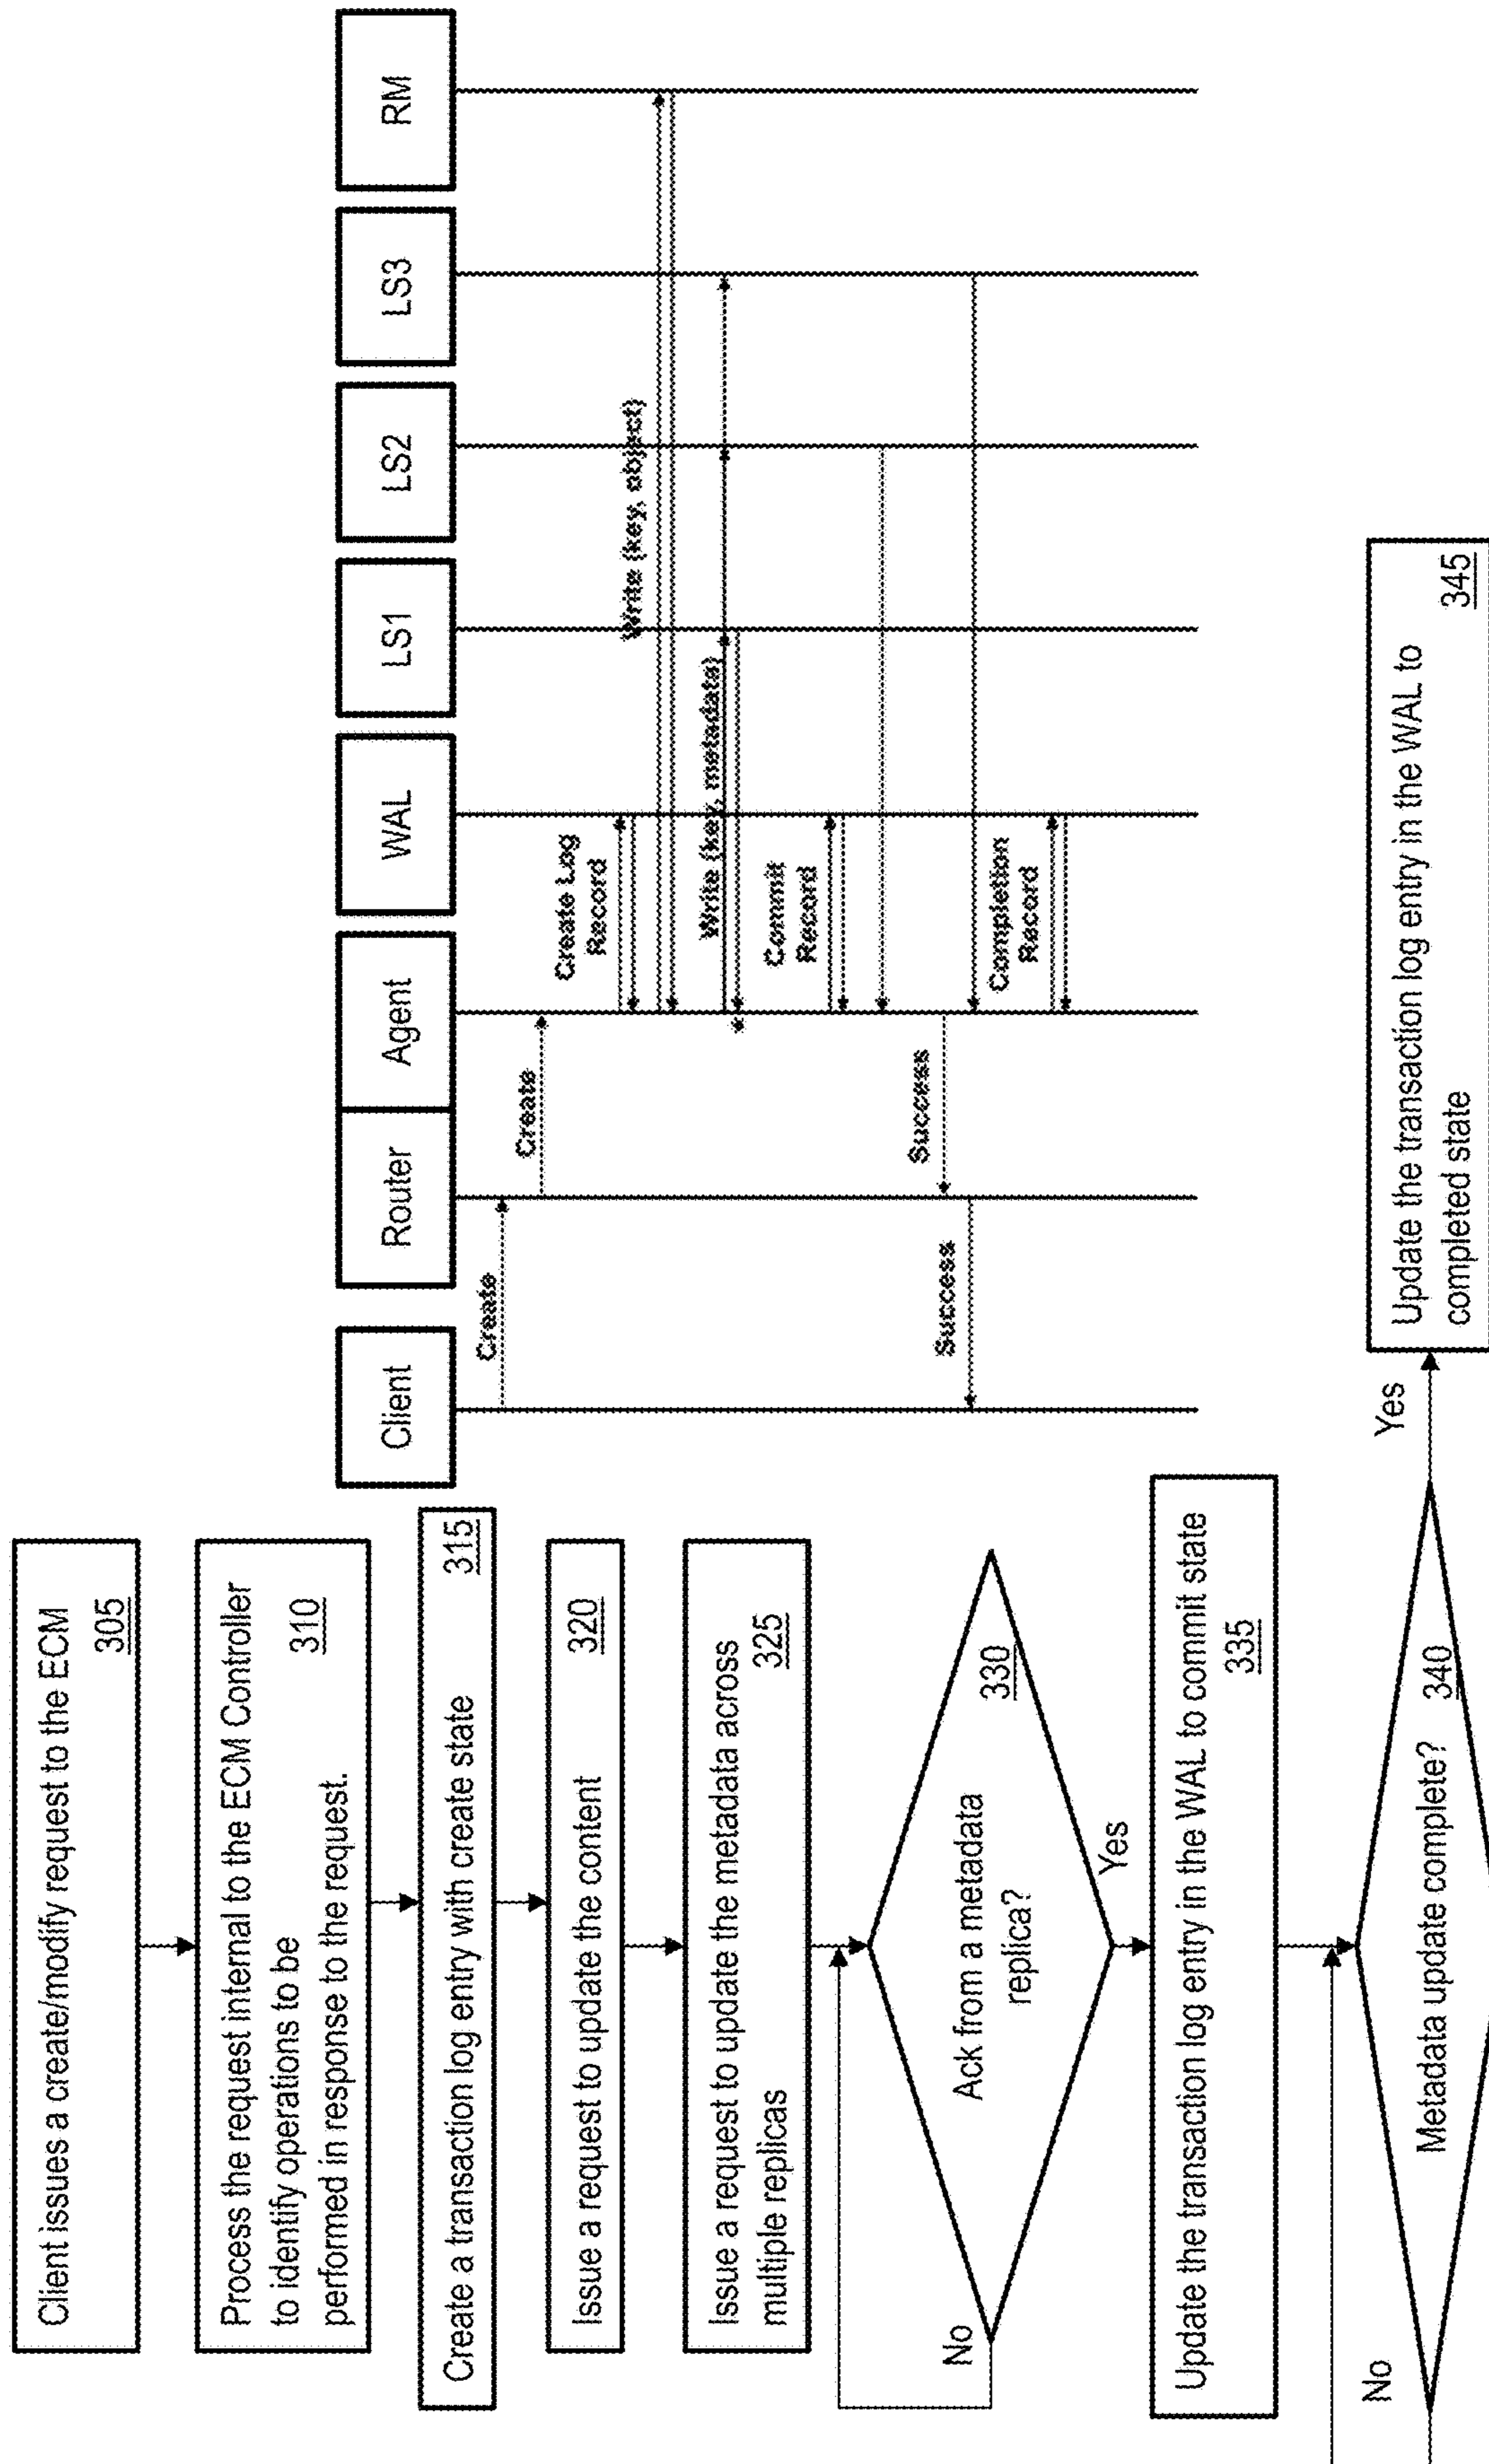 Client issues a create/modify request to the ECM
305
Process the request internal to the ECM Controller
to identify operations to be
performed in response to the request.
310
Create a transaction log entry with create state
315
Issue a request to update the content
320
Issue a request to update the metadata across
multiple replicas
325
Ack from a metadata
replica?
330
No
Yes
Update the transaction log entry in the WAL to commit state
335
Metadata update complete?
340
No
Yes
Update the transaction log entry in the WAL to
completed state
345
Client
Router
Agent
WAL
LS1
LS2
LS3
RM
Create
Create
Create Log
Record
Write (key, object)
Write (key, metadata)
Commit
Record
Success
Success
Completion
Record